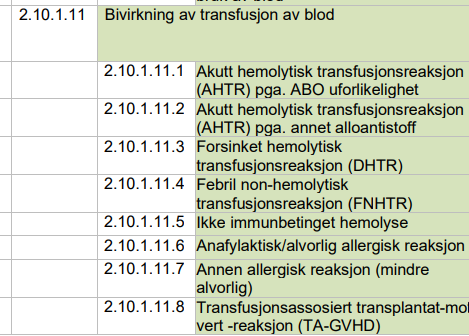 2.10.1.11 Bivirkning av transfusjon av blod
2.10.1.11.1 Akutt hemolytisk transfusjonsreaksjon
(AHTR) pga. ABO uforlikelighet
2.10.1.11.2 Akutt hemolytisk transfusjonsreaksjon
(AHTR) pga. annet alloantistoff
2.10.1.11.3 Forsinket hemolytisk
transfusjonsreaksjon (DHTR)
2.10.1.11.4 Febril non-hemolytisk
transfusjonsreaksjon (FNHTR)
2.10.1.11.5 Ikke immunbetinget hemolyse
2.10.1.11.6 Anafylaktisk/alvorlig allergisk reaksjon
2.10.1.11.7 Annen allergisk reaksjon (mindre
alvorlig)
2.10.1.11.8 Transfusjonsassosiert transplantat-mot
vert -reaksjon (TA-GVHD)